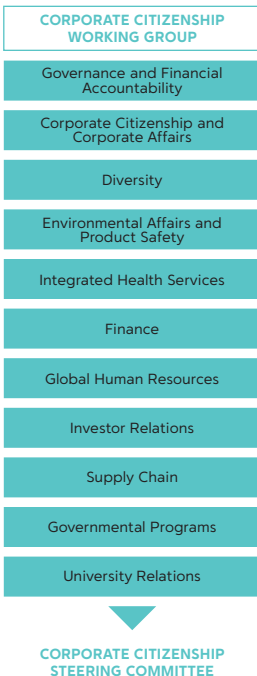 CORPORATE CITIZENSHIP
WORKING GROUP
Governance and Financial
Accountability
Corporate Citizenship and
Corporate Affairs
Diversity
Environmental Affairs and
Product Safety
Integrated Health Services
Finance
Global Human Resources
Investor Relations
Supply Chain
Governmental Programs
University Relations
CORPORATE CITIZENSHIP
STEERING COMMITTEE